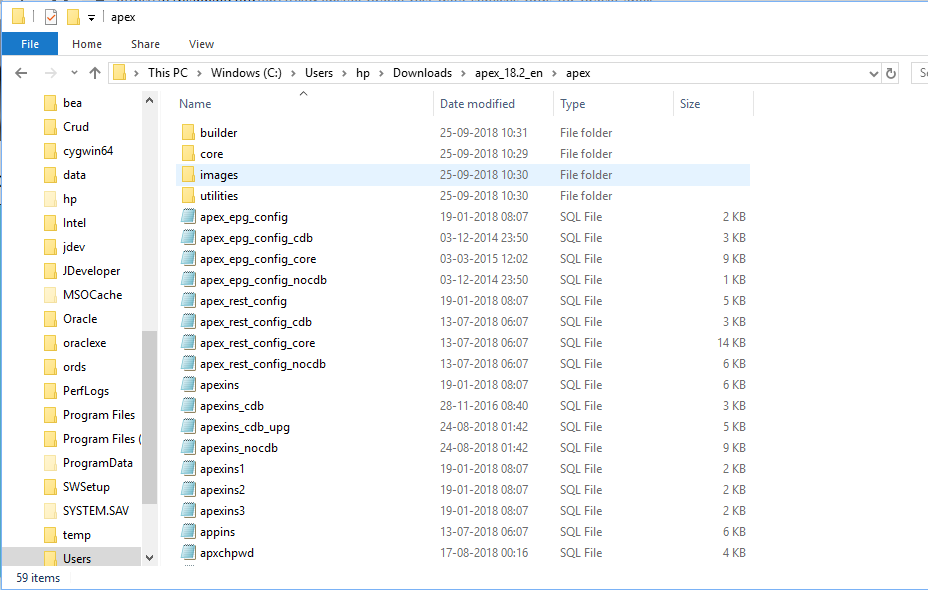 apex
File Home Share View
This PC > Windows (C:) > Users > hp > Downloads > apex_18.2_en > apex
bea
Crud
cygwin64
data
hp
Intel
jdev
JDeveloper
MSOCache
Oracle
oraclexe
ords
PerfLogs
Program Files
Program Files (
ProgramData
SWSetup
SYSTEM.SAV
temp
Users
Name Date modified Type Size
builder 25-09-2018 10:31 File folder
core 25-09-2018 10:29 File folder
images 25-09-2018 10:30 File folder
utilities 25-09-2018 10:30 File folder
apex_epg_config 19-01-2018 08:07 SQL File 2 KB
apex_epg_config_cdb 03-12-2014 23:50 SQL File 3 KB
apex_epg_config_core 03-03-2015 12:02 SQL File 9 KB
apex_epg_config_nocdb 03-12-2014 23:50 SQL File 1 KB
apex_rest_config 19-01-2018 08:07 SQL File 5 KB
apex_rest_config_cdb 13-07-2018 06:07 SQL File 3 KB
apex_rest_config_core 13-07-2018 06:07 SQL File 14 KB
apex_rest_config_nocdb 13-07-2018 06:07 SQL File 6 KB
apexins 19-01-2018 08:07 SQL File 6 KB
apexins_cdb 28-11-2016 08:40 SQL File 3 KB
apexins_cdb_upg 24-08-2018 01:42 SQL File 5 KB
apexins_nocdb 24-08-2018 01:42 SQL File 9 KB
apexins1 19-01-2018 08:07 SQL File 2 KB
apexins2 19-01-2018 08:07 SQL File 2 KB
apexins3 19-01-2018 08:07 SQL File 2 KB
appins 13-07-2018 06:07 SQL File 6 KB
apxchpwd 17-08-2018 00:16 SQL File 4 KB
59 items